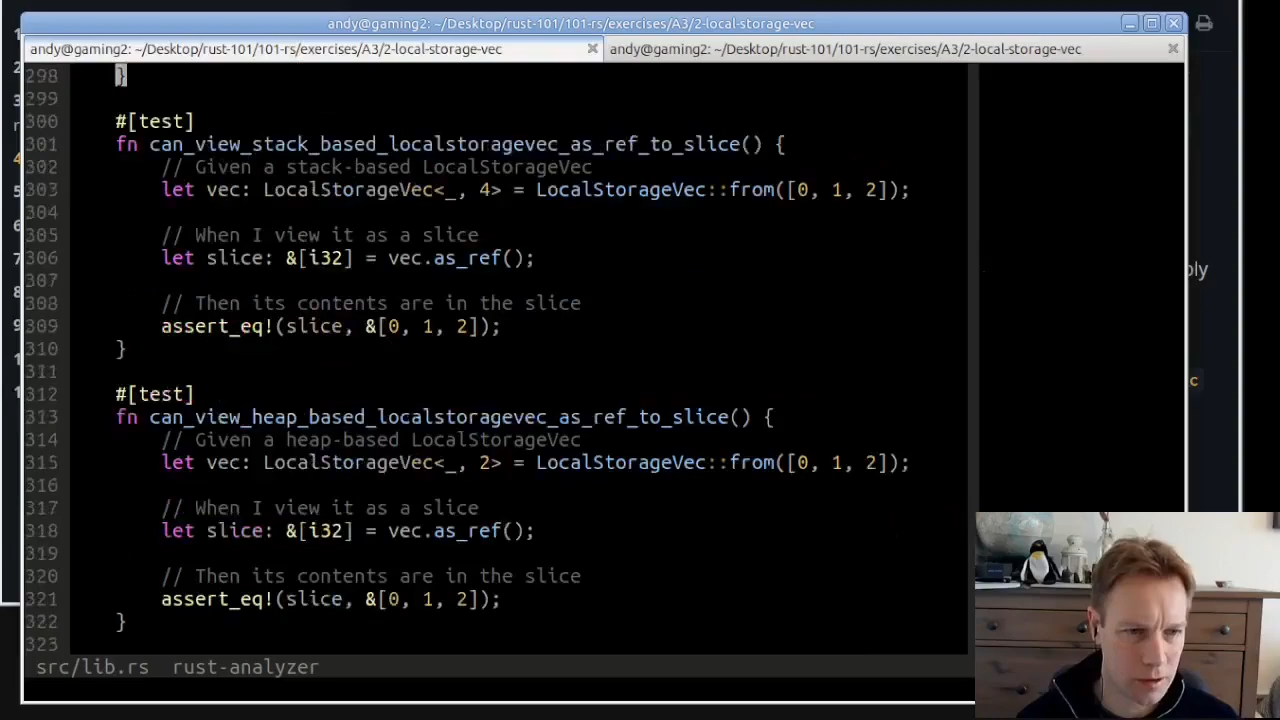 andy@gaming2: ~/Desktop/rust-101/101-rs/exercises/A3/2-local-storage-vec
andy@gaming2: ~/Desktop/rust-101/101-rs/exercises/A3/2-local-storage-vec
andy@gaming2: ~/Desktop/rust-101/101-rs/exercises/A3/2-local-storage-vec
298 }
299
300 #[test]
301 fn can_view_stack_based_localstoragevec_as_ref_to_slice() {
302 // Given a stack-based LocalStorageVec
303 let vec: LocalStorageVec<_, 4> = LocalStorageVec::from([0, 1, 2]);
304
305 // When I view it as a slice
306 let slice: &[i32] = vec.as_ref();
307
308 // Then its contents are in the slice
309 assert_eq!(slice, &[0, 1, 2]);
310 }
311
312 #[test]
313 fn can_view_heap_based_localstoragevec_as_ref_to_slice() {
314 // Given a heap-based LocalStorageVec
315 let vec: LocalStorageVec<_, 2> = LocalStorageVec::from([0, 1, 2]);
316
317 // When I view it as a slice
318 let slice: &[i32] = vec.as_ref();
319
320 // Then its contents are in the slice
321 assert_eq!(slice, &[0, 1, 2]);
322 }
323
src/lib.rs rust-analyzer